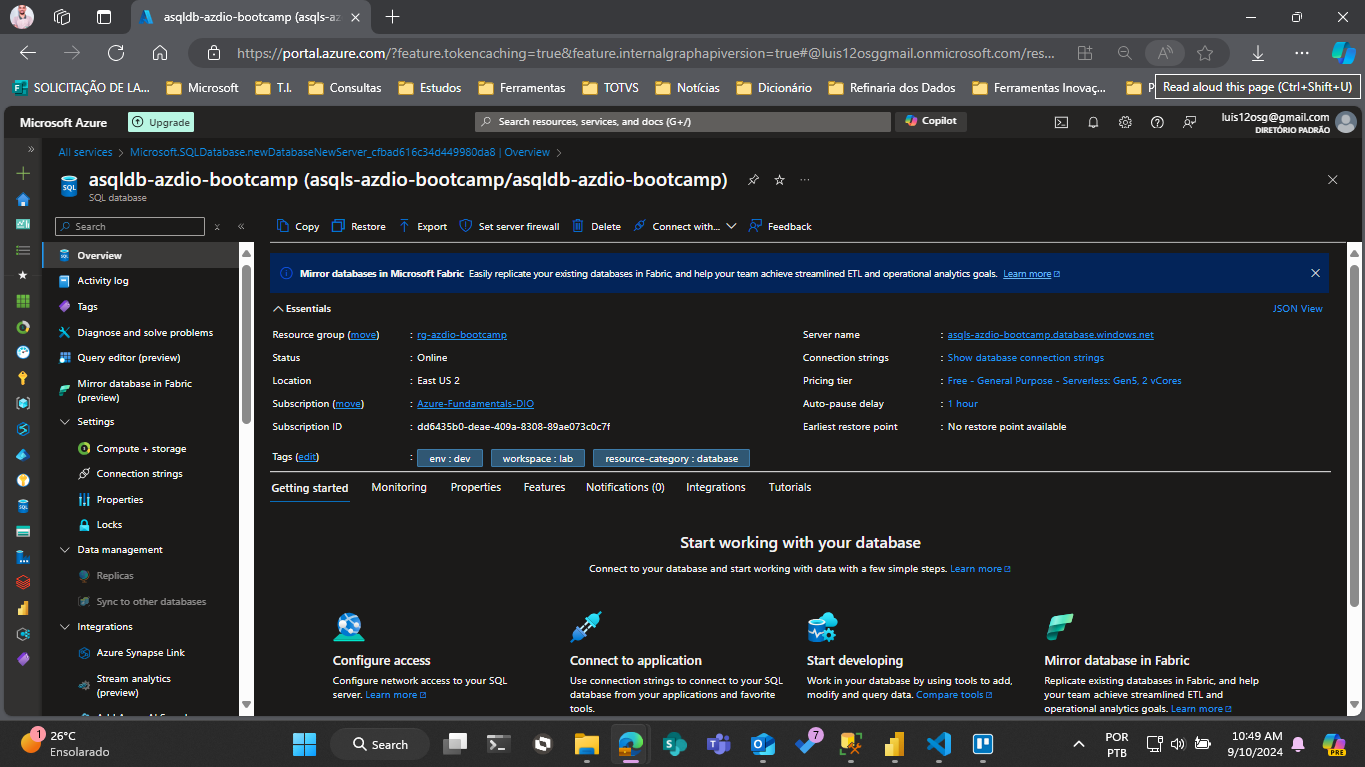 asqldb-azdio-bootcamp (asqls-az
https://portal.azure.com/?feature.tokencaching=true&feature.internalgraphapiversion=true#@luis12osggmail.onmicrosoft.com/res...
SOLICITAÇÃO DE LA... Microsoft T.I. Consultas Estudos Ferramentas TOTVS Notícias Dicionário Refinaria dos Dados Ferramentas Inovaç... P
Read aloud this page (Ctrl+Shift+U)
Microsoft Azure Upgrade Search resources, services, and docs (G+/) Copilot luis12osg@gmail.com
DIRETÓRIO PADRÃO
All services > Microsoft.SQLDatabase.newDatabaseNewServer_cfbad616c34d449980da8 | Overview >
asqldb-azdio-bootcamp (asqls-azdio-bootcamp/asqldb-azdio-bootcamp)
SQL
SQL database
Search
Copy Restore Export Set server firewall Delete Connect with... Feedback
Overview
Activity log
Tags
Diagnose and solve problems
Query editor (preview)
Mirror database in Fabric
(preview)
Settings
Compute + storage
Connection strings
Properties
Locks
Data management
Replicas
Sync to other databases
Integrations
Azure Synapse Link
Stream analytics
(preview)
Mirror databases in Microsoft Fabric Easily replicate your existing databases in Fabric, and help your team achieve streamlined ETL and operational analytics goals. Learn more
Essentials
JSON View
Resource group (move) : rg-azdio-bootcamp
Status : Online
Location : East US 2
Subscription (move) : Azure-Fundamentals-DIO
Subscription ID : dd6435b0-deae-409a-8308-89ae073c0c7f
Server name : asqls-azdio-bootcamp.database.windows.net
Connection strings : Show database connection strings
Pricing tier : Free - General Purpose - Serverless: Gen5, 2 vCores
Auto-pause delay : 1 hour
Earliest restore point : No restore point available
Tags (edit) : env : dev workspace : lab resource-category : database
Getting started Monitoring Properties Features Notifications (0) Integrations Tutorials
Start working with your database
Connect to your database and start working with data with a few simple steps. Learn more
Configure access
Configure network access to your SQL
server. Learn more
Connect to application
Use connection strings to connect to your SQL
database from your applications and favorite
tools.
Start developing
Work in your database by using tools to add,
modify and query data. Compare tools
Mirror database in Fabric
Replicate existing databases in Fabric, and help
your team achieve streamlined ETL and
operational analytics goals. Learn more
1
26°C
Ensolarado
Search
7
POR
PTB
10:49 AM
9/10/2024
PRE